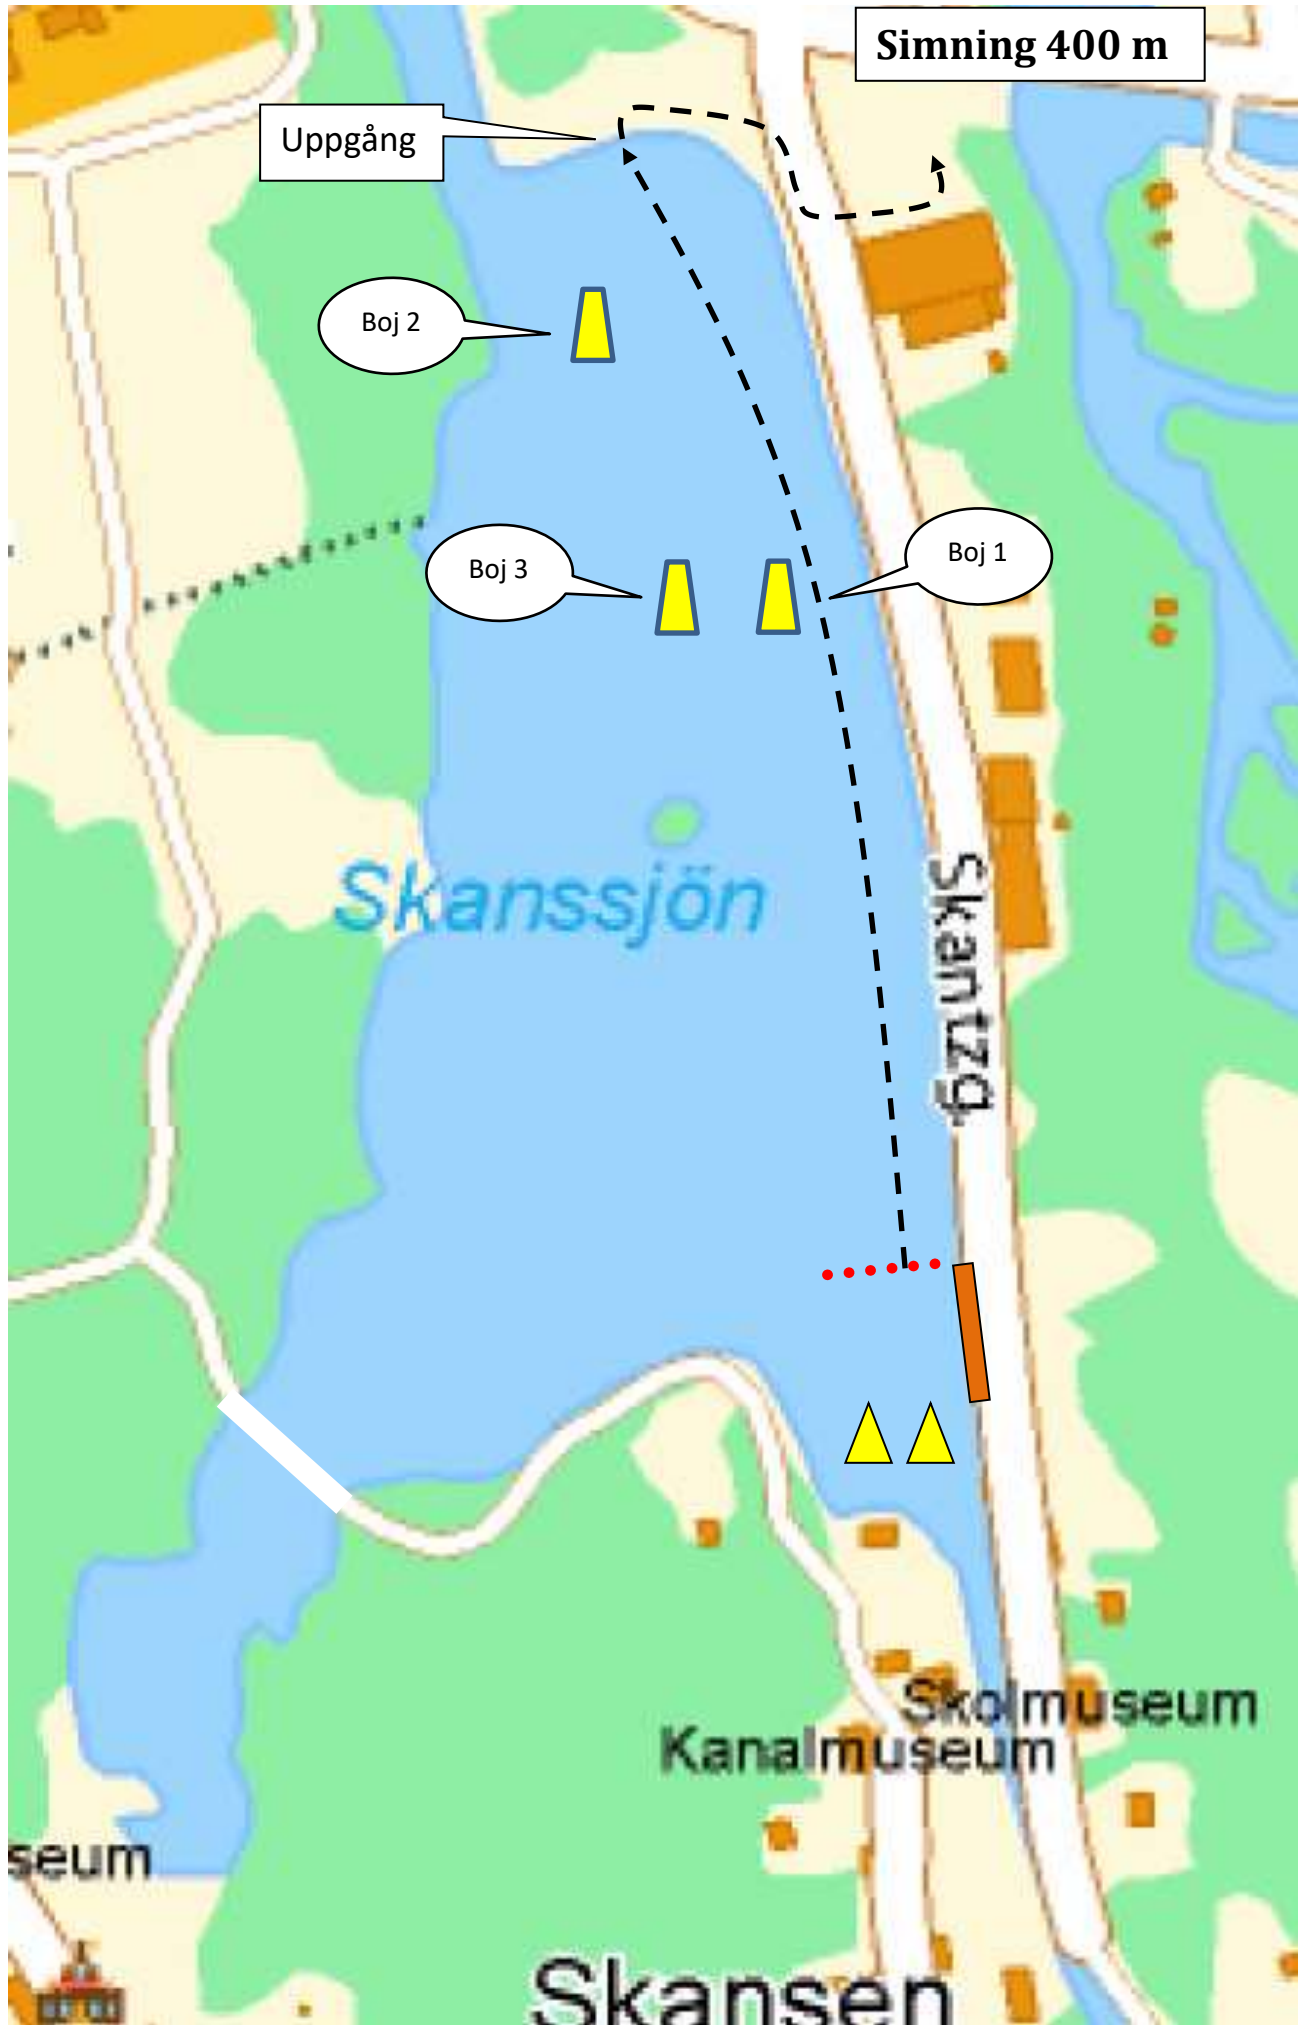 Simning 400 m
Uppgång
Boj 2
Boj 1
Boj 3
Skanssjön
Skantzg.
Skolmuseum
Kanalmuseum
seum
Skansen